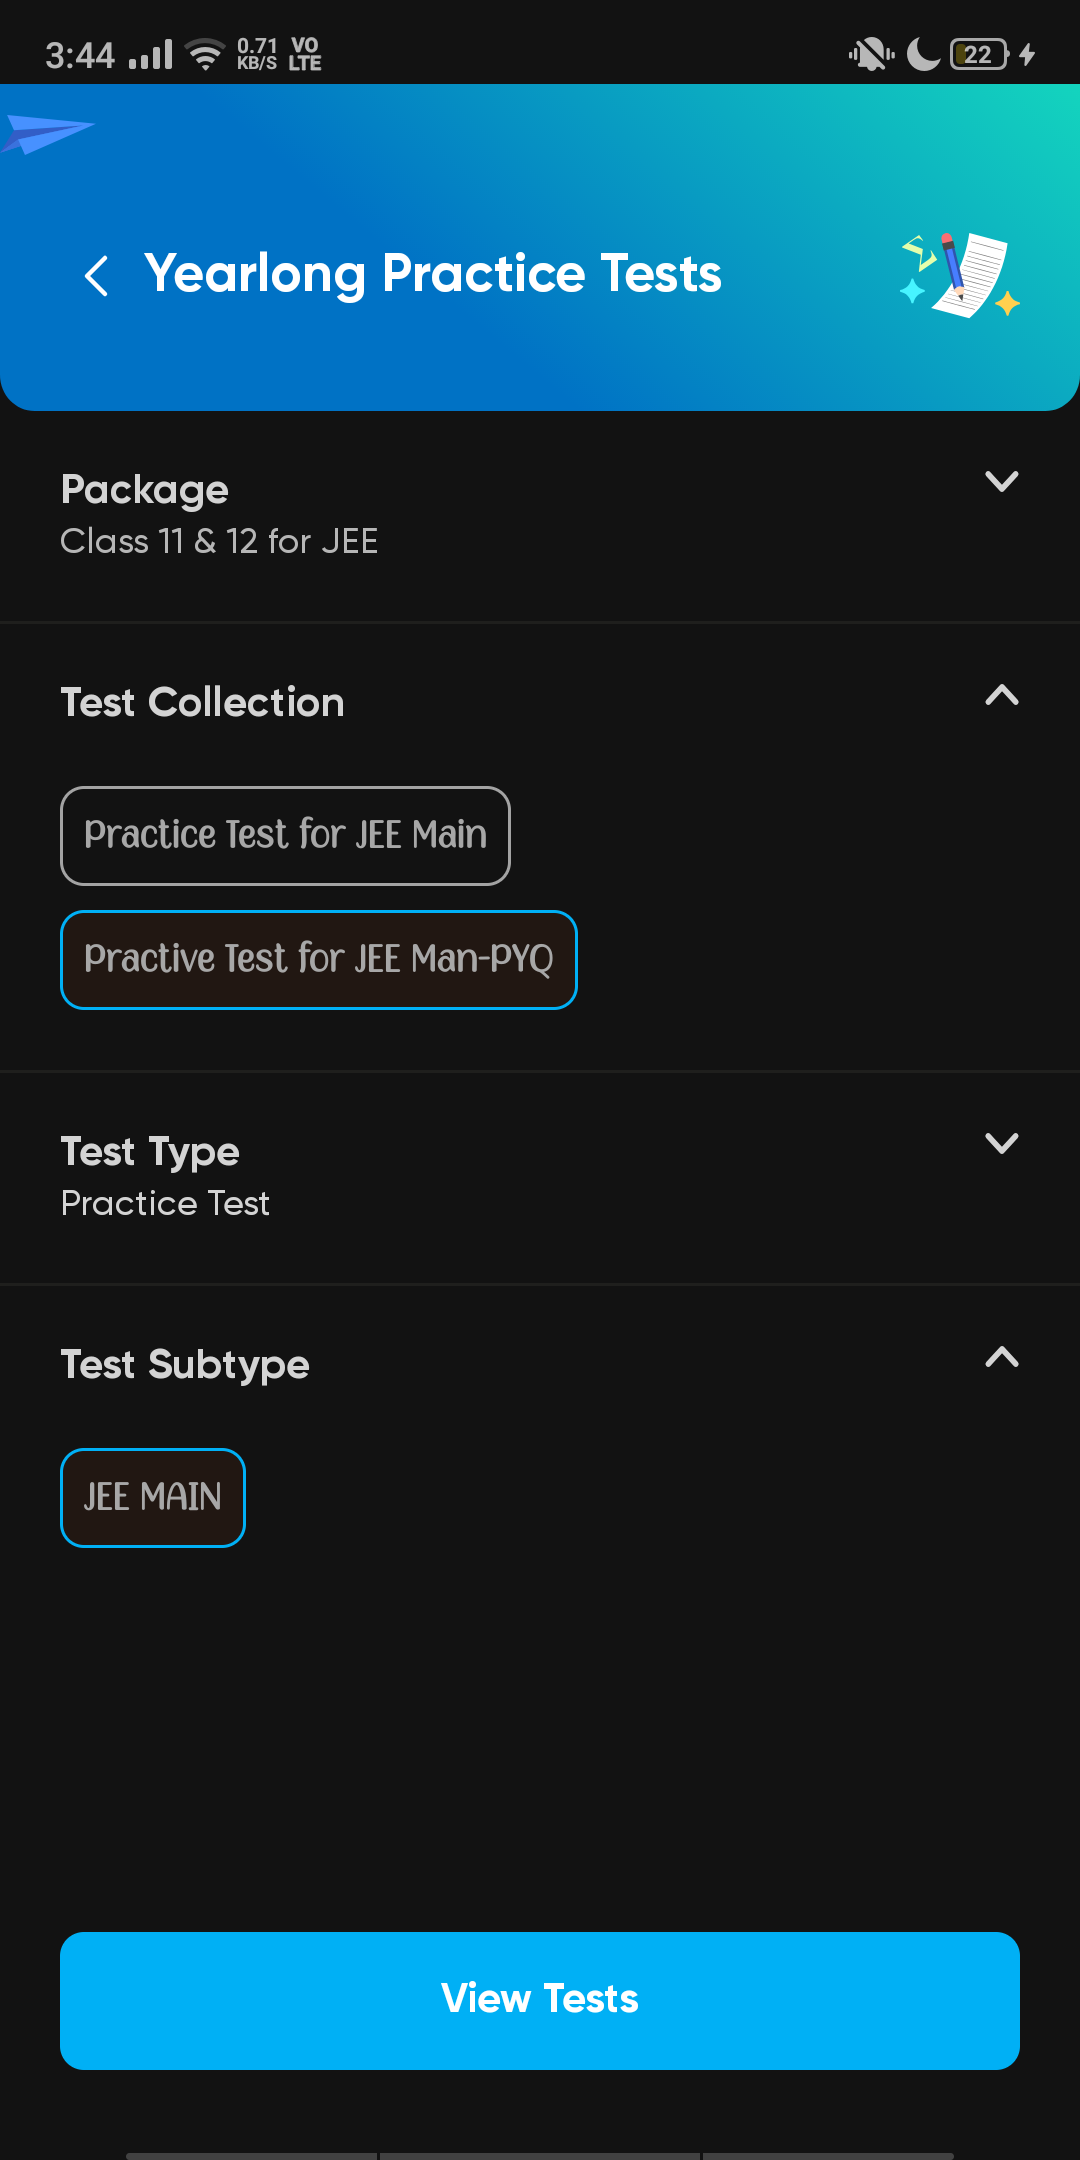 3:44 0.71 KB/S VO LTE 22
Yearlong Practice Tests
Package
Class 11 & 12 for JEE
Test Collection
Practice Test for JEE Main
Practive Test for JEE Man-PYQ
Test Type
Practice Test
Test Subtype
JEE MAIN
View Tests